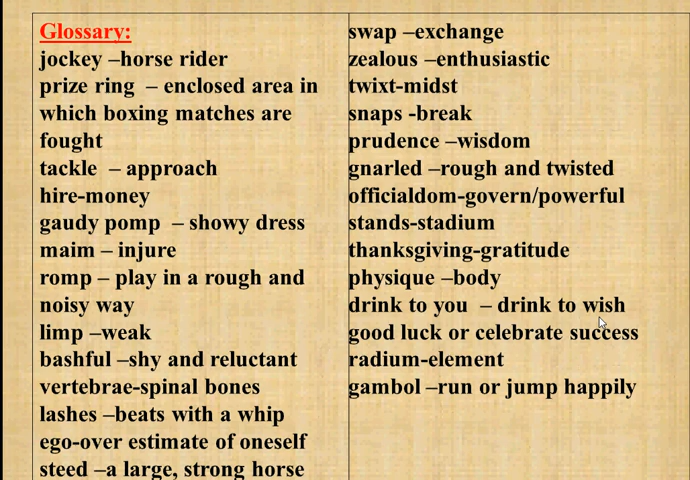 Glossary:
jockey –horse rider
prize ring – enclosed area in
which boxing matches are
fought
tackle – approach
hire-money
gaudy pomp – showy dress
maim – injure
romp – play in a rough and
noisy way
limp –weak
bashful –shy and reluctant
vertebrae-spinal bones
lashes –beats with a whip
ego-over estimate of oneself
steed –a large, strong horse
swap –exchange
zealous –enthusiastic
twixt-midst
snaps -break
prudence –wisdom
gnarled –rough and twisted
officialdom-govern/powerful
stands-stadium
thanksgiving-gratitude
physique –body
drink to you – drink to wish
good luck or celebrate success
radium-element
gambol –run or jump happily